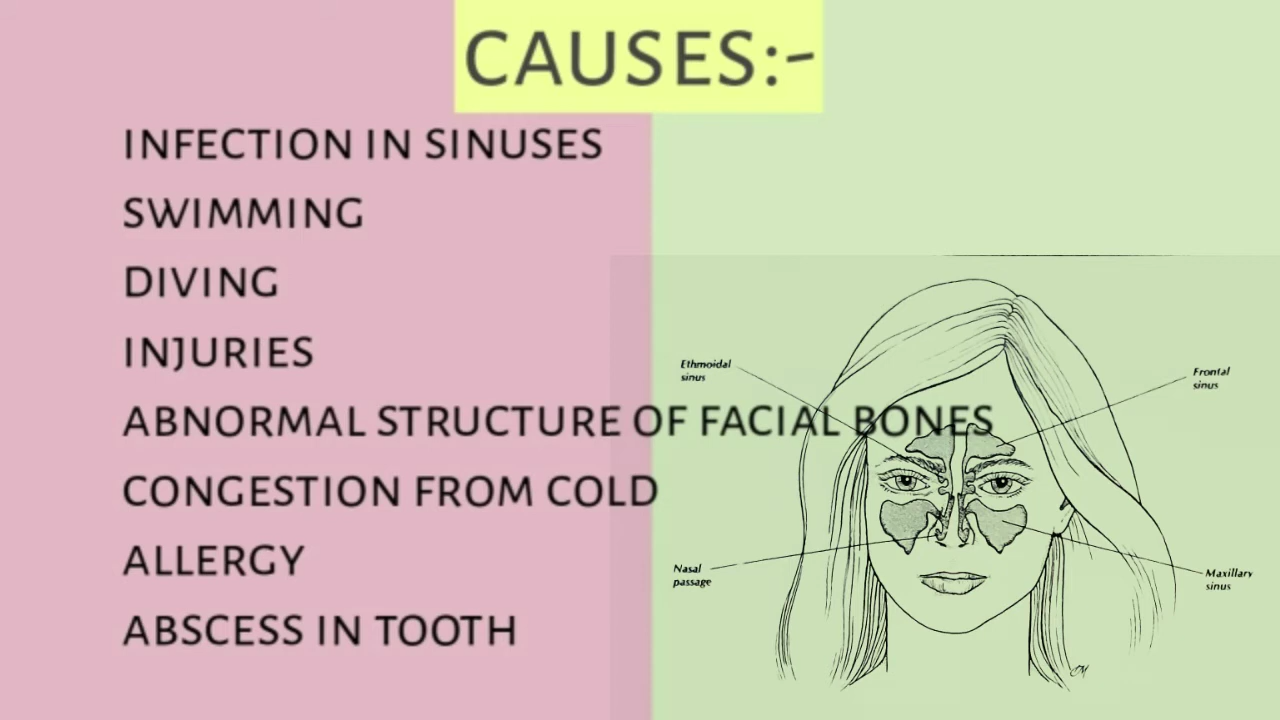 CAUSES:-
INFECTION IN SINUSES
SWIMMING
DIVING
INJURIES
ABNORMAL STRUCTURE OF FACIAL BONES
CONGESTION FROM COLD
ALLERGY
ABSCESS IN TOOTH
Ethmoidal
sinus
Frontal
sinus
Nasal
passage
Maxillary
sinus